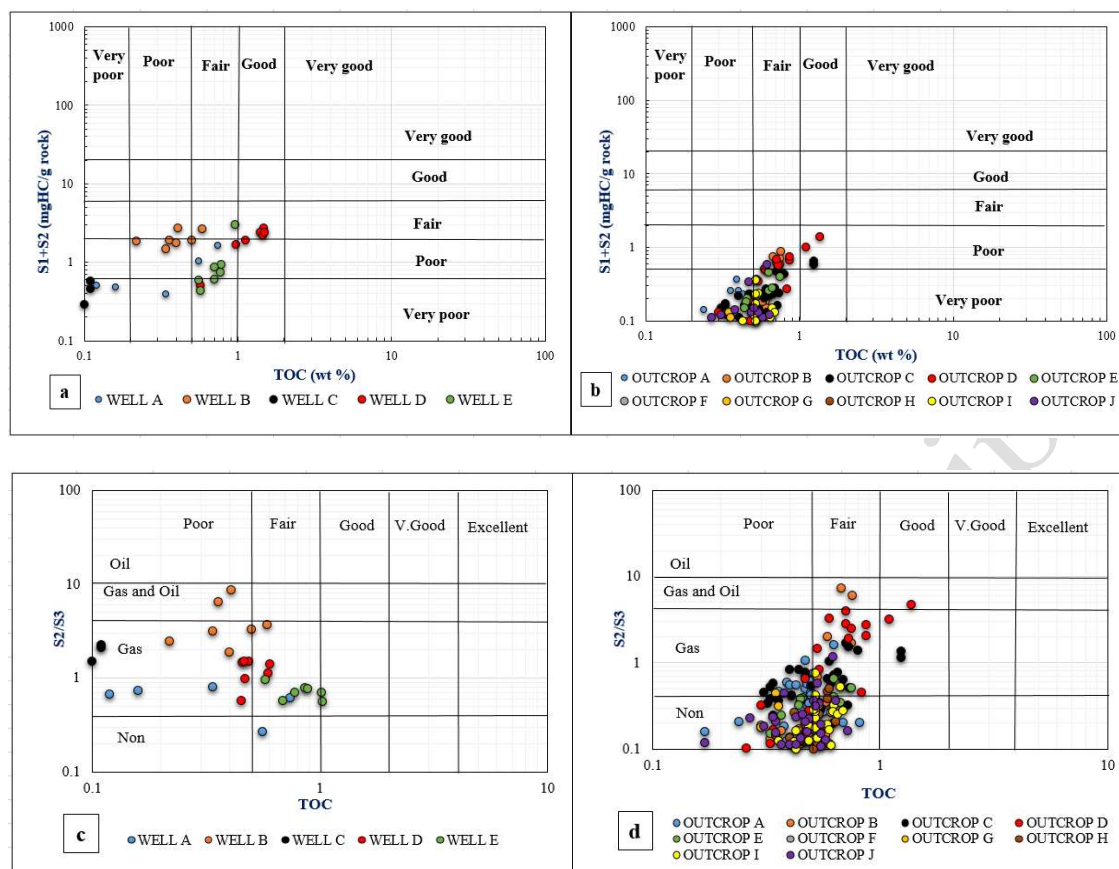 1000
100
10
1
0.1
S1+S2 (mgHC/g rock)
Very poor
Poor
Fair
Good
Very good
Very good
Good
Fair
Poor
Very poor
0.1 1 10 100
TOC (wt %)
a
WELL A WELL B WELL C WELL D WELL E
1000
100
10
1
0.1
S1+S2 (mgHC/g rock)
Very poor
Poor
Fair
Good
Very good
Very good
Good
Fair
Poor
Very poor
0.1 1 10 100
TOC (wt %)
b
OUTCROP A OUTCROP B OUTCROP C OUTCROP D OUTCROP E
OUTCROP F OUTCROP G OUTCROP H OUTCROP I OUTCROP J
100
10
1
0.1
S2/S3
Poor Fair Good V.Good Excellent
Oil
Gas and Oil
Gas
Non
0.1 1 10
TOC
c
WELL A WELL B WELL C WELL D WELL E
100
10
1
0.1
S2/S3
Poor Fair Good V.Good Excellent
Oil
Gas and Oil
Gas
Non
0.1 1 10
TOC
d
OUTCROP A OUTCROP B OUTCROP C OUTCROP D
OUTCROP E OUTCROP F OUTCROP G OUTCROP H
OUTCROP I OUTCROP J